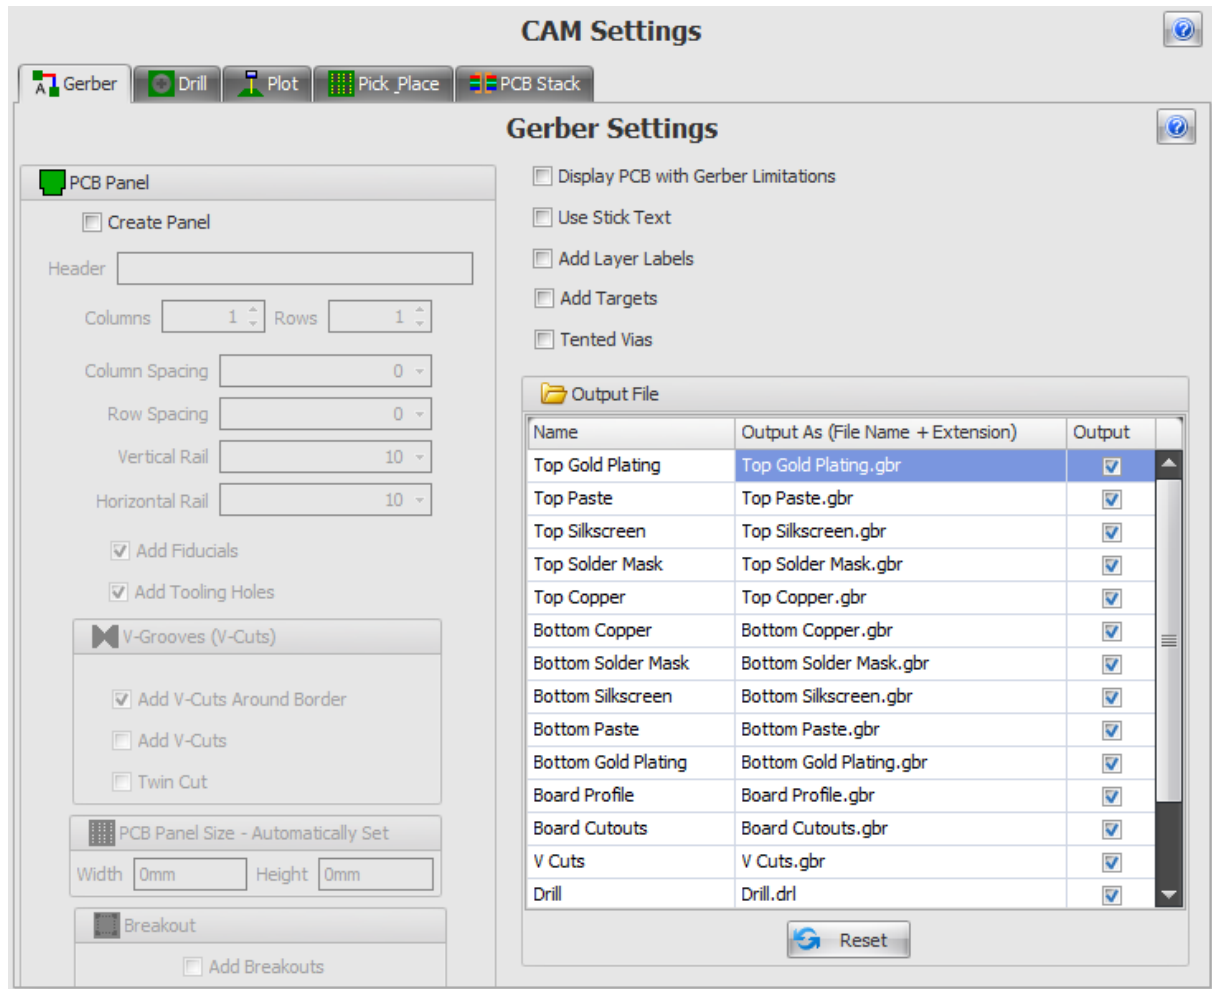 CAM Settings
Gerber Drill Plot Pick_Place PCB Stack
Gerber Settings
PCB Panel
Create Panel
Header
Columns 1 Rows 1
Column Spacing 0
Row Spacing 0
Vertical Rail 10
Horizontal Rail 10
Add Fiducials
Add Tooling Holes
V-Grooves (V-Cuts)
Add V-Cuts Around Border
Add V-Cuts
Twin Cut
PCB Panel Size - Automatically Set
Width 0mm Height 0mm
Breakout
Add Breakouts
Display PCB with Gerber Limitations
Use Stick Text
Add Layer Labels
Add Targets
Tented Vias
Output File
Name Output As (File Name + Extension) Output
Top Gold Plating Top Gold Plating.gbr
Top Paste Top Paste.gbr
Top Silkscreen Top Silkscreen.gbr
Top Solder Mask Top Solder Mask.gbr
Top Copper Top Copper.gbr
Bottom Copper Bottom Copper.gbr
Bottom Solder Mask Bottom Solder Mask.gbr
Bottom Silkscreen Bottom Silkscreen.gbr
Bottom Paste Bottom Paste.gbr
Bottom Gold Plating Bottom Gold Plating.gbr
Board Profile Board Profile.gbr
Board Cutouts Board Cutouts.gbr
V Cuts V Cuts.gbr
Drill Drill.drl
Reset